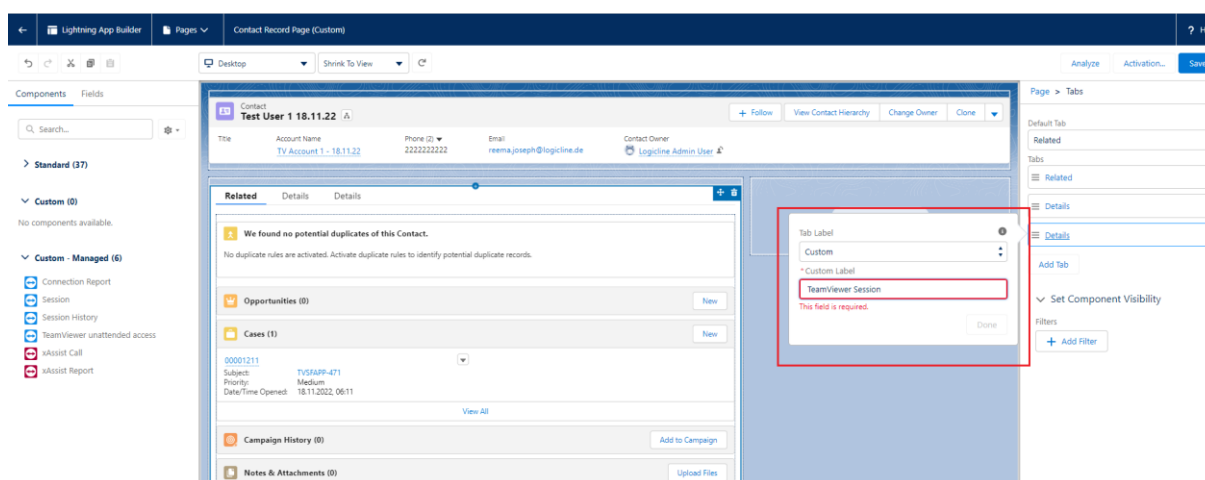 Lightning App Builder
Pages
Contact Record Page (Custom)
?
Desktop
Shrink To View
Analyze
Activation...
Save
Components
Fields
Search...
Standard (37)
Custom (0)
No components available.
Custom - Managed (6)
Connection Report
Session
Session History
TeamViewer unattended access
xAssist Call
xAssist Report
Contact
Test User 1 18.11.22
+ Follow
View Contact Hierarchy
Change Owner
Clone
Title
Account Name
Phone (2)
Email
Contact Owner
TV Account 1 - 18.11.22
2222222222
reema.joseph@logicline.de
Logicline Admin User
Related
Details
Details
We found no potential duplicates of this Contact.
No duplicate rules are activated. Activate duplicate rules to identify potential duplicate records.
Opportunities (0)
New
Cases (1)
New
00001211
Subject: TVSFAPP-471
Priority: Medium
Date/Time Opened: 18.11.2022, 06:11
View All
Campaign History (0)
Add to Campaign
Notes & Attachments (0)
Upload Files
Tab Label
Custom
*Custom Label
TeamViewer Session
This field is required.
Done
Page > Tabs
Default Tab
Related
Tabs
Related
Details
Details
Add Tab
Set Component Visibility
Filters
+ Add Filter